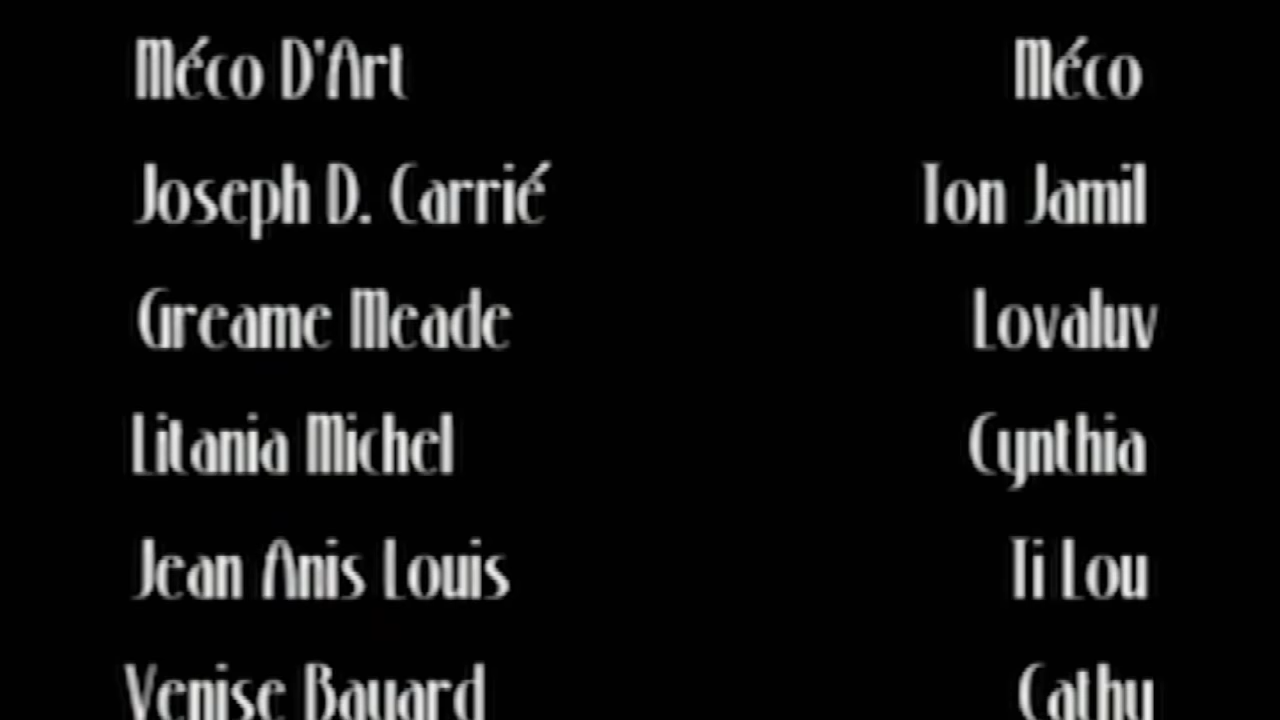 Méco D'Art Méco
Joseph D. Carrié Ton Jamil
Greame Meade Lovaluv
Litania Michel Cynthia
Jean Anis Louis Ti Lou
Venise Bayard Cathy